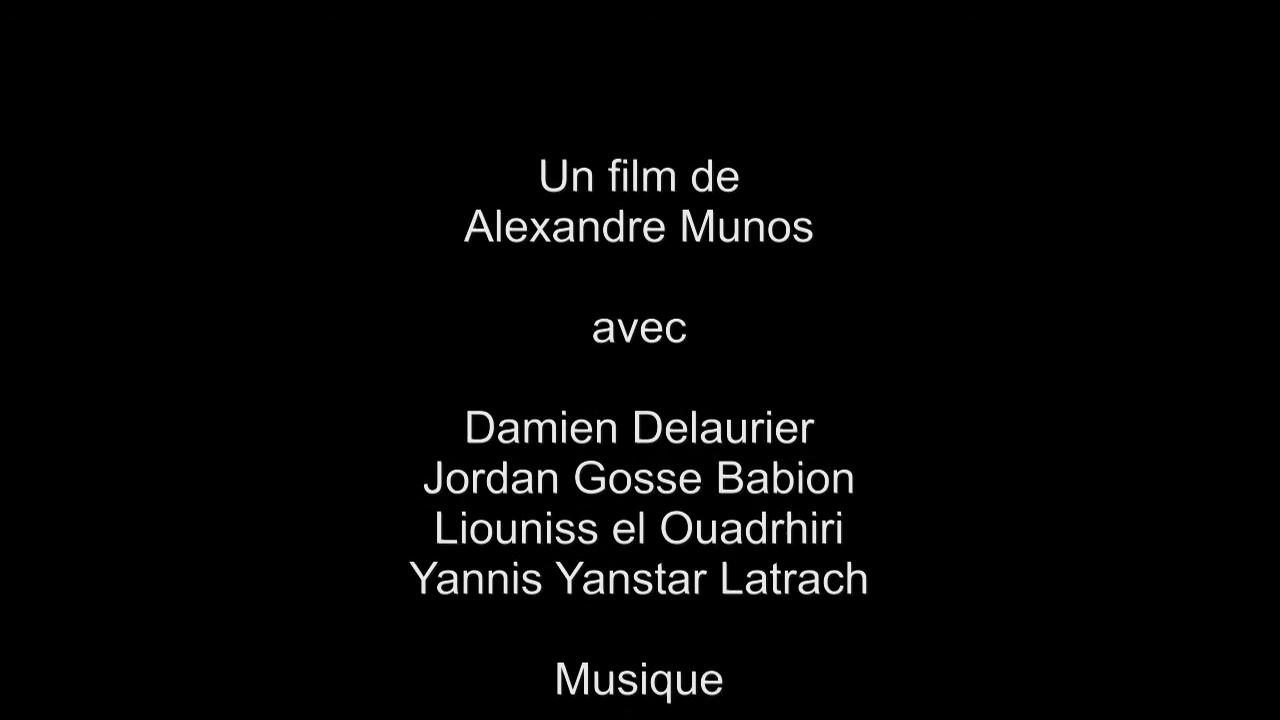 Un film de
Alexandre Munos
avec
Damien Delaurier
Jordan Gosse Babion
Liouniss el Ouadrhiri
Yannis Yanstar Latrach
Musique